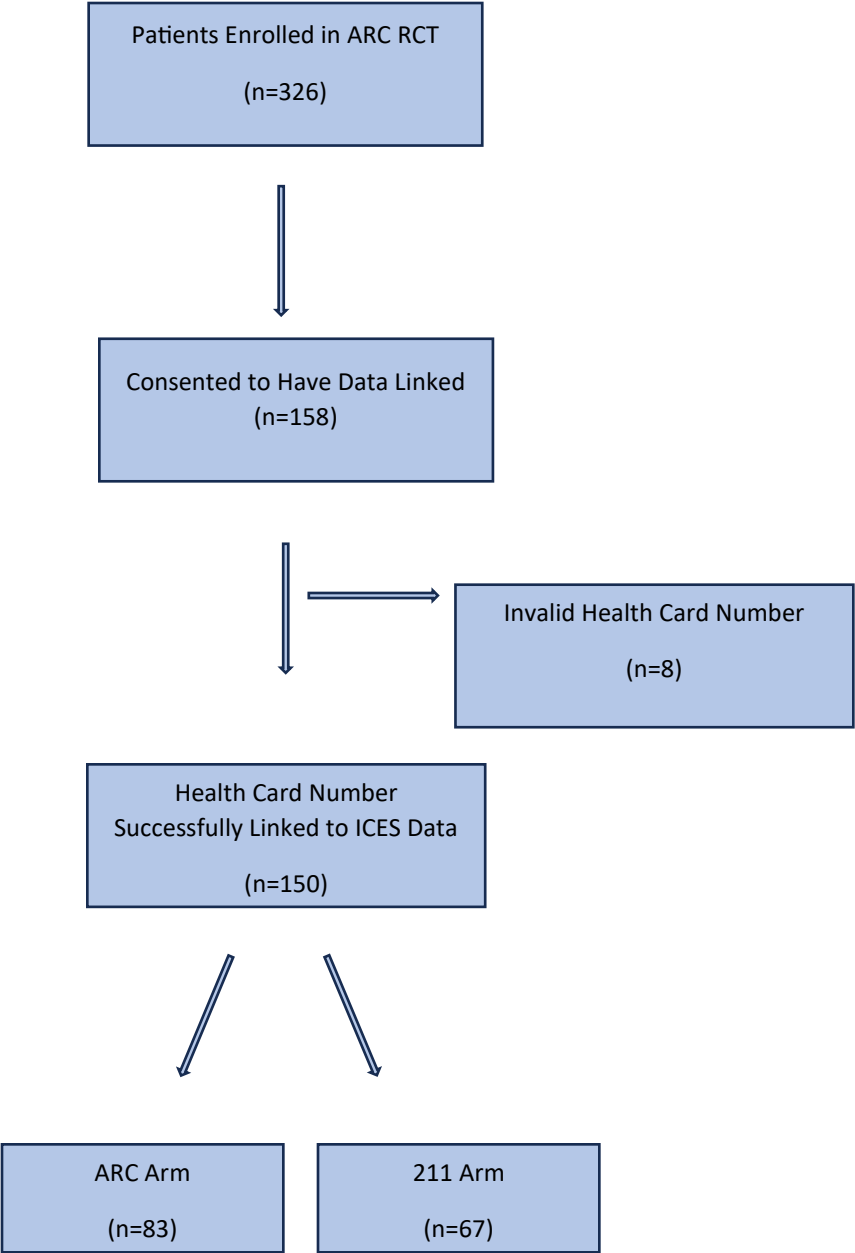 Patients Enrolled in ARC RCT
(n=326)
Consented to Have Data Linked
(n=158)
Invalid Health Card Number
(n=8)
Health Card Number
Successfully Linked to ICES Data
(n=150)
ARC Arm
(n=83)
211 Arm
(n=67)